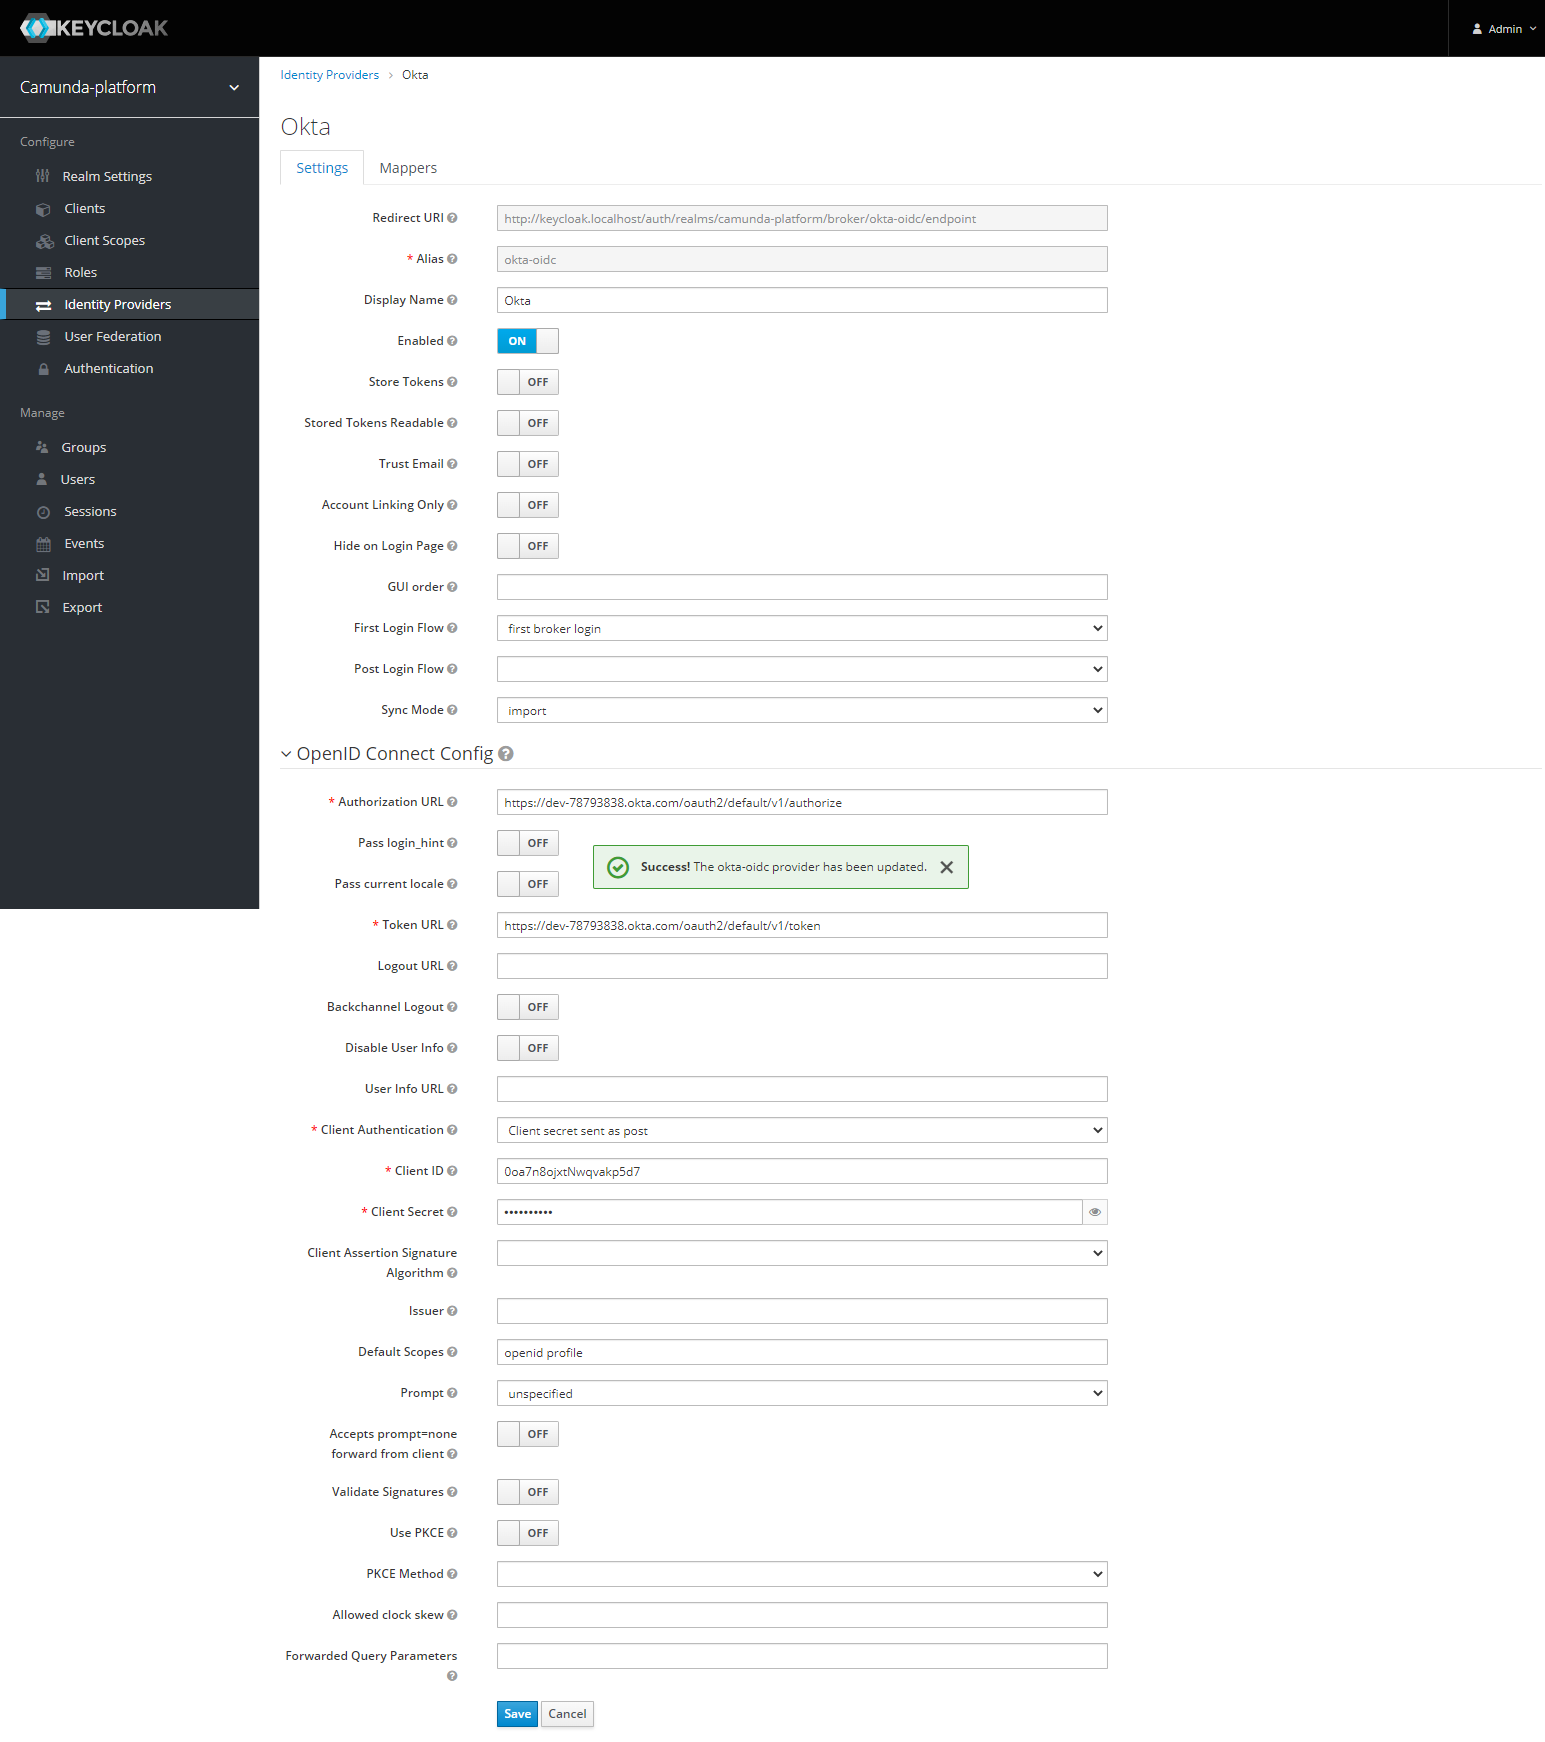 KEYCLOAK
Admin
Camunda-platform
Configure
Realm Settings
Clients
Client Scopes
Roles
Identity Providers
User Federation
Authentication
Manage
Groups
Users
Sessions
Events
Import
Export
Identity Providers > Okta
Okta
Settings Mappers
Redirect URI http://keycloak.localhost/auth/realms/camunda-platform/broker/okta-oidc/endpoint
* Alias okta-oidc
Display Name Okta
Enabled ON
Store Tokens OFF
Stored Tokens Readable OFF
Trust Email OFF
Account Linking Only OFF
Hide on Login Page OFF
GUI order
First Login Flow first broker login
Post Login Flow
Sync Mode import
OpenID Connect Config
* Authorization URL https://dev-78793838.okta.com/oauth2/default/v1/authorize
Pass login_hint OFF
Success! The okta-oidc provider has been updated.
Pass current locale OFF
* Token URL https://dev-78793838.okta.com/oauth2/default/v1/token
Logout URL
Backchannel Logout OFF
Disable User Info OFF
User Info URL
* Client Authentication Client secret sent as post
* Client ID 0oa7n8ojxtNwqvakp5d7
* Client Secret ••••••••••
Client Assertion Signature
Algorithm
Issuer
Default Scopes openid profile
Prompt unspecified
Accepts prompt=none OFF
forward from client
Validate Signatures OFF
Use PKCE OFF
PKCE Method
Allowed clock skew
Forwarded Query Parameters
Save Cancel